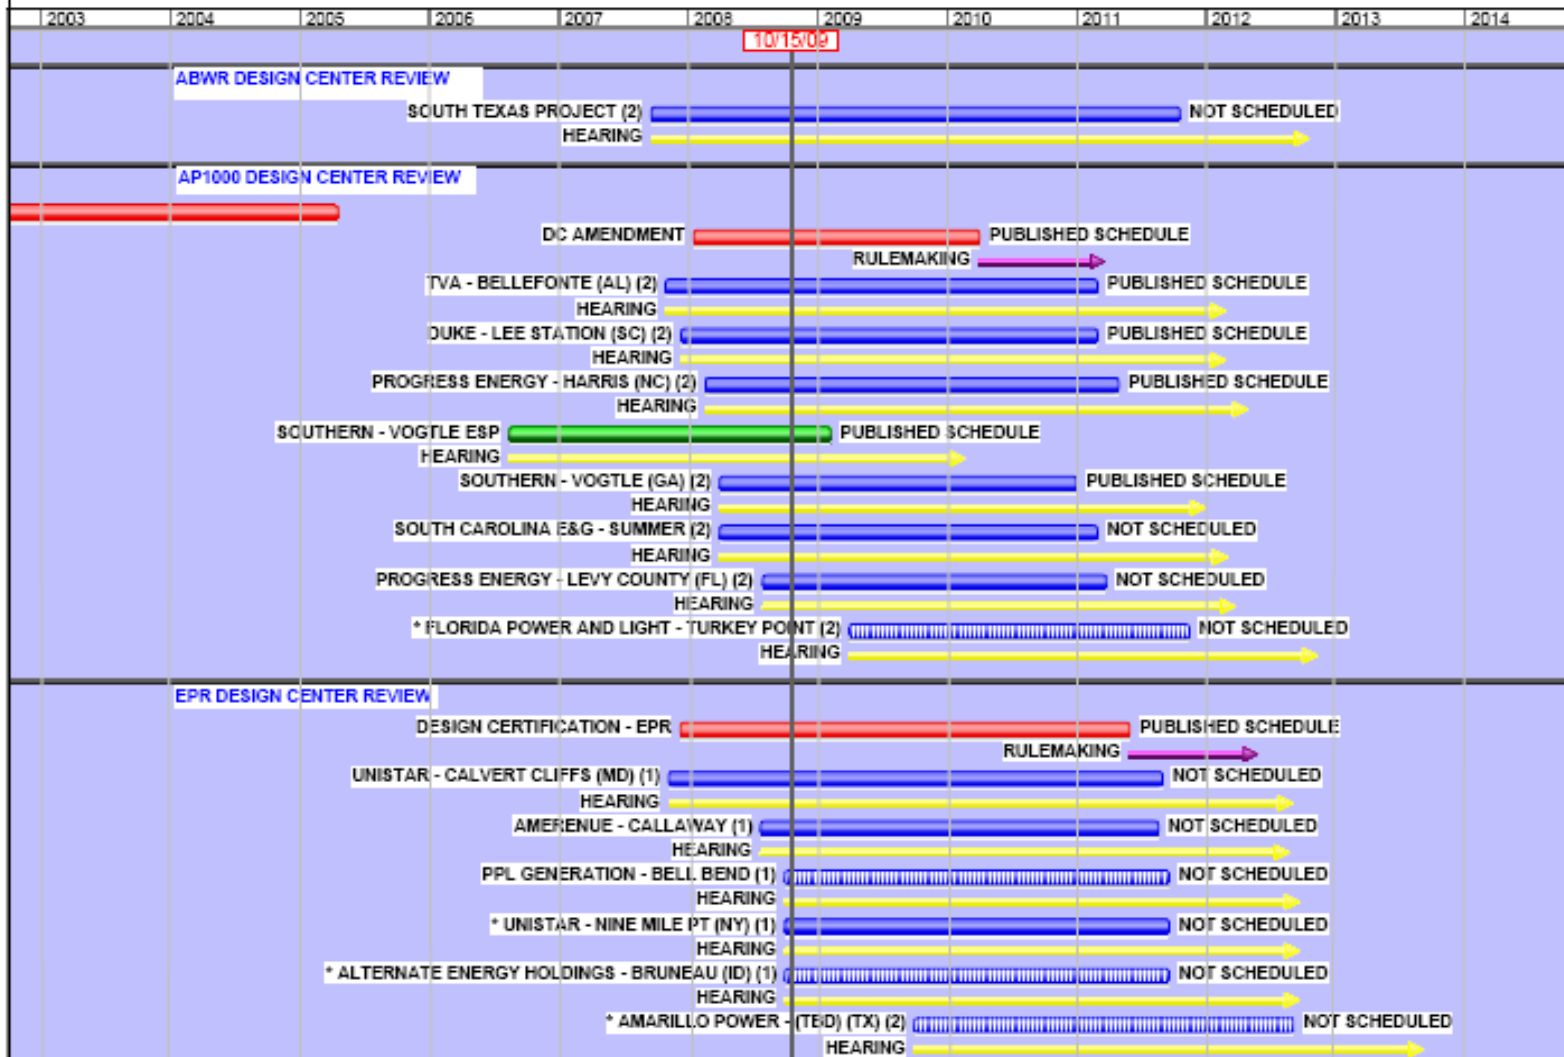 2003 2004 2005 2006 2007 2008 2009 2010 2011 2012 2013 2014
10/15/09
ABWR DESIGN CENTER REVIEW
SOUTH TEXAS PROJECT (2) NOT SCHEDULED
HEARING
AP1000 DESIGN CENTER REVIEW
DC AMENDMENT PUBLISHED SCHEDULE
RULEMAKING
TVA - BELLEFONTE (AL) (2) PUBLISHED SCHEDULE
HEARING
DUKE - LEE STATION (SC) (2) PUBLISHED SCHEDULE
HEARING
PROGRESS ENERGY - HARRIS (NC) (2) PUBLISHED SCHEDULE
HEARING
SOUTHERN - VOGTLE ESP PUBLISHED SCHEDULE
HEARING
SOUTHERN - VOGTLE (GA) (2) PUBLISHED SCHEDULE
HEARING
SOUTH CAROLINA E&G - SUMMER (2) NOT SCHEDULED
HEARING
PROGRESS ENERGY - LEVY COUNTY (FL) (2) NOT SCHEDULED
HEARING
* FLORIDA POWER AND LIGHT - TURKEY POINT (2) NOT SCHEDULED
HEARING
EPR DESIGN CENTER REVIEW
DESIGN CERTIFICATION - EPR PUBLISHED SCHEDULE
RULEMAKING
UNISTAR - CALVERT CLIFFS (MD) (1) NOT SCHEDULED
HEARING
AMERENUE - CALLAWAY (1) NOT SCHEDULED
HEARING
PPL GENERATION - BELL BEND (1) NOT SCHEDULED
HEARING
* UNISTAR - NINE MILE PT (NY) (1) NOT SCHEDULED
HEARING
* ALTERNATE ENERGY HOLDINGS - BRUNEAU (ID) (1) NOT SCHEDULED
HEARING
* AMARILLO POWER - (TBD) (TX) (2) NOT SCHEDULED
HEARING